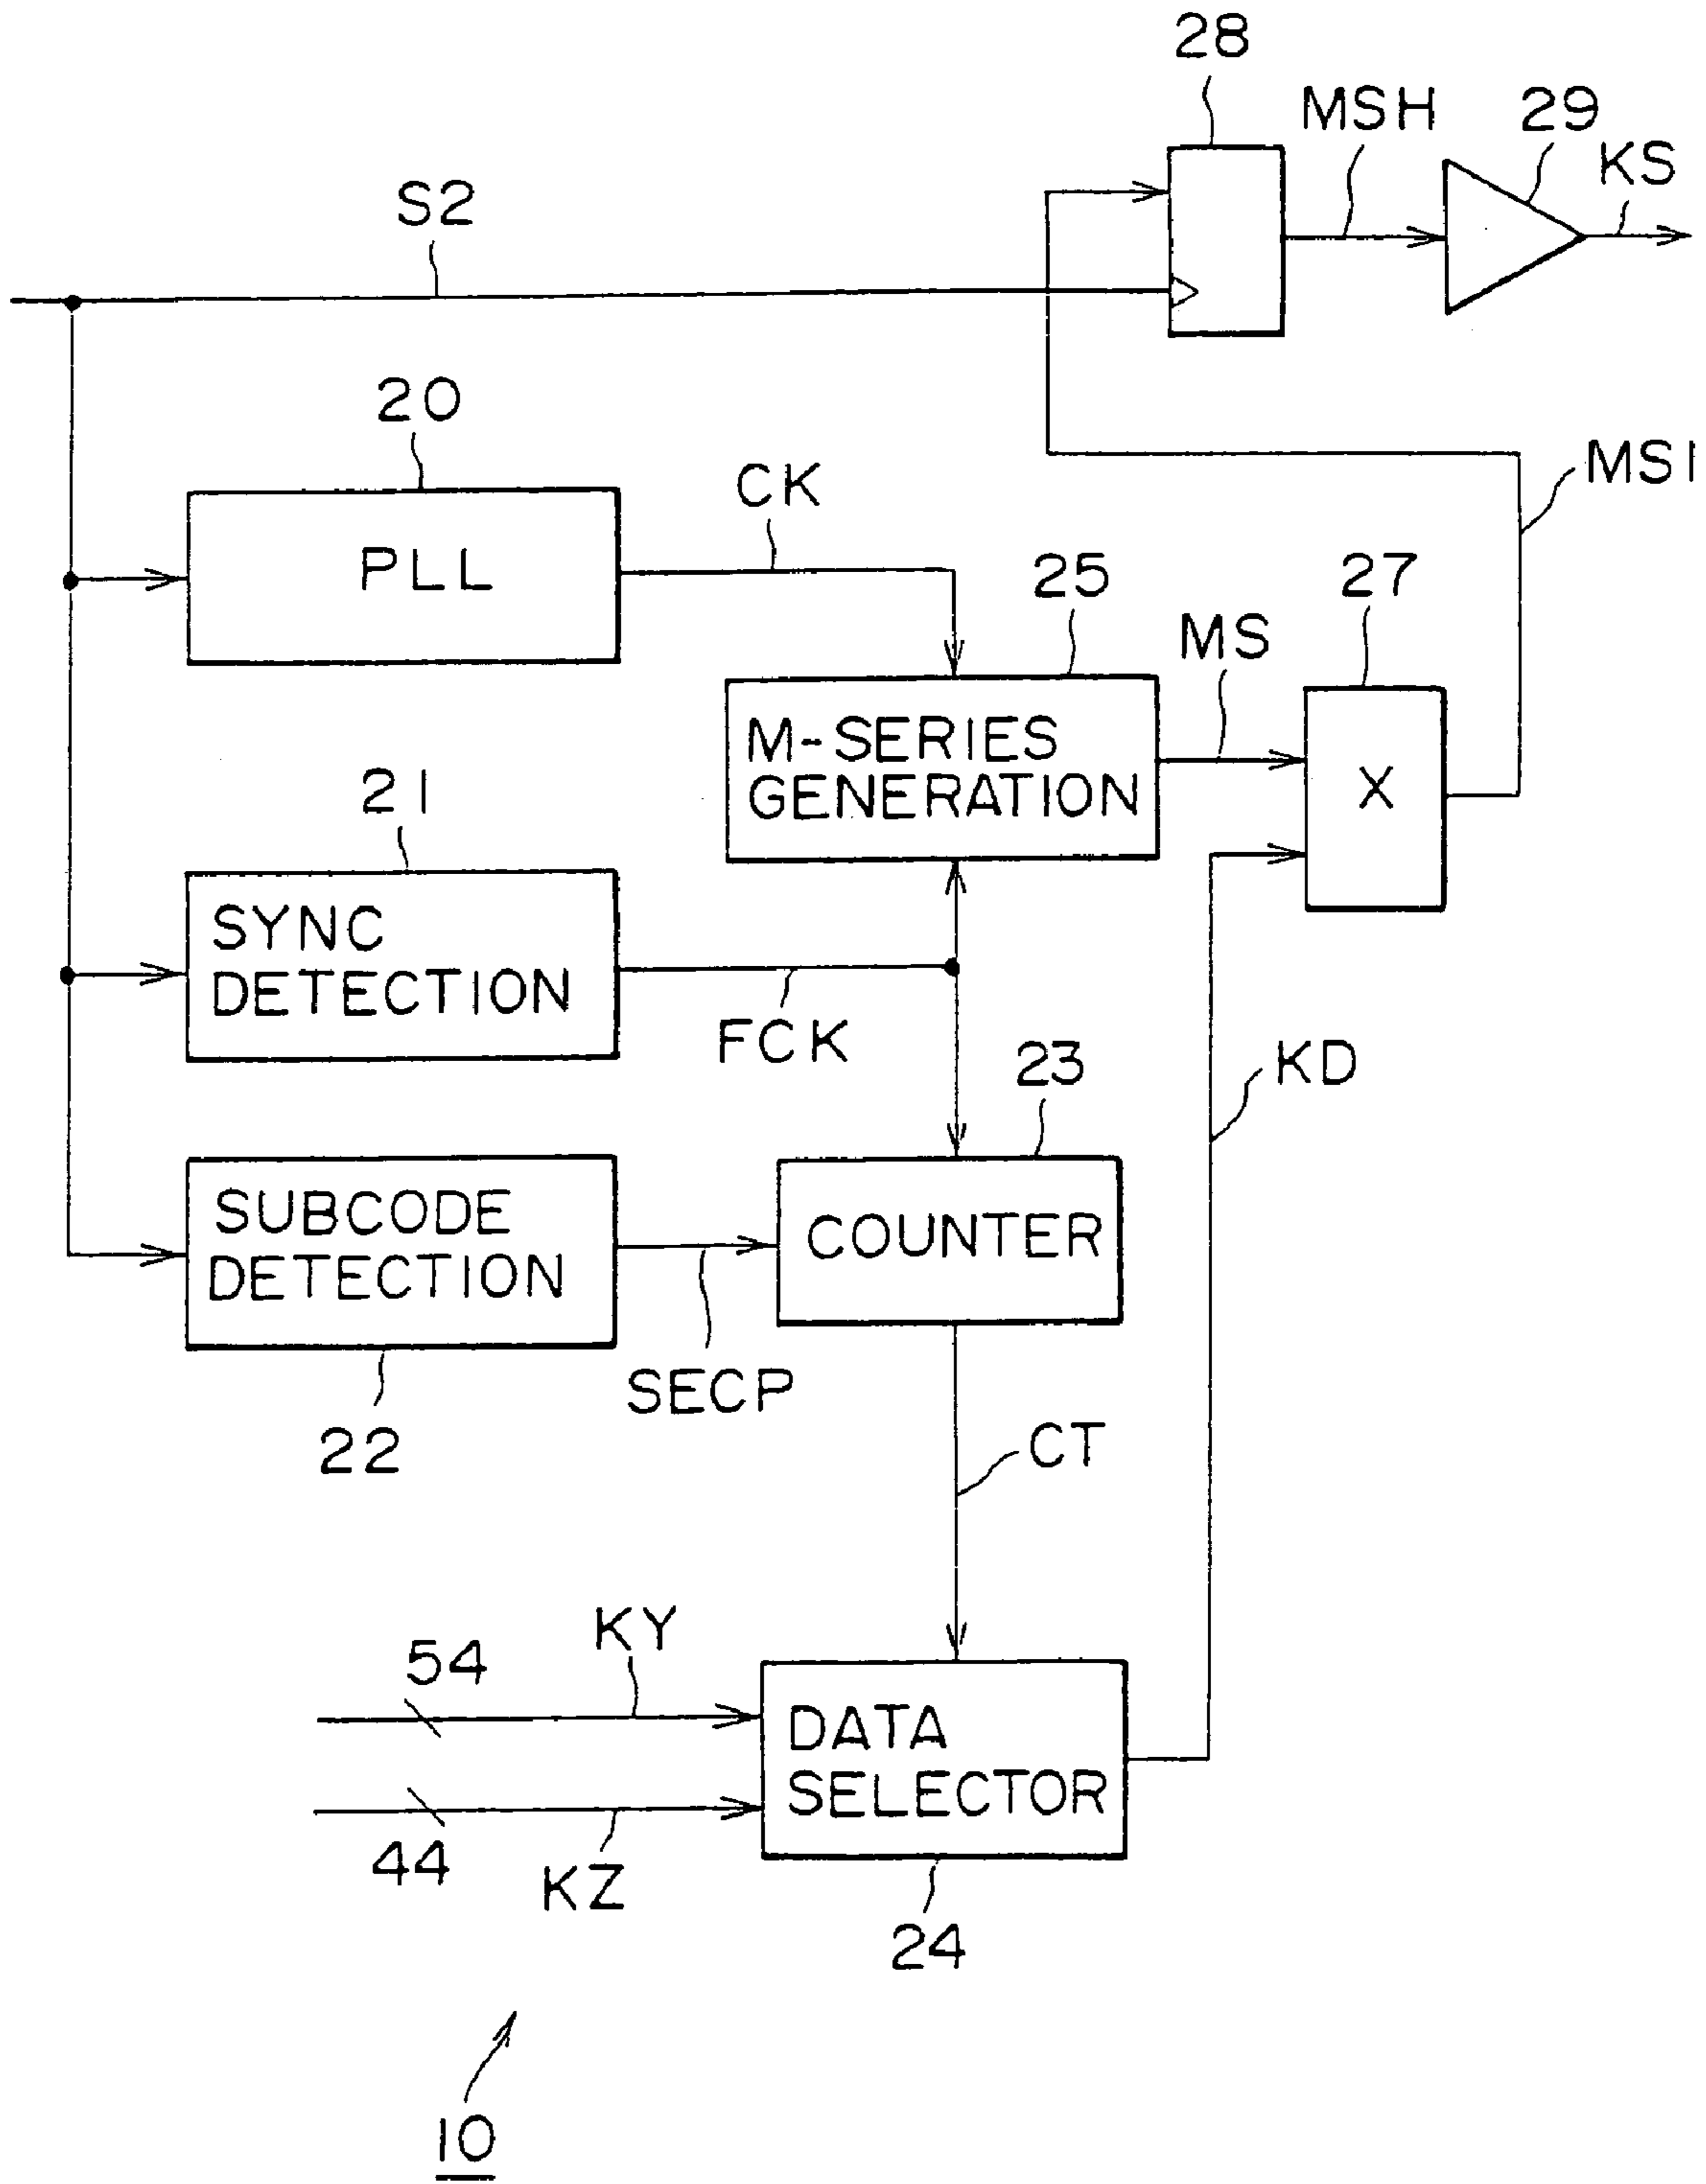 28
MSH
29
KS
S2
20
CK
MS1
PLL
25
27
MS
M-SERIES
GENERATION
X
21
SYNC
DETECTION
FCK
23
KD
SUBCODE
DETECTION
COUNTER
SECP
22
CT
KY
54
DATA
SELECTOR
44
KZ
24
10